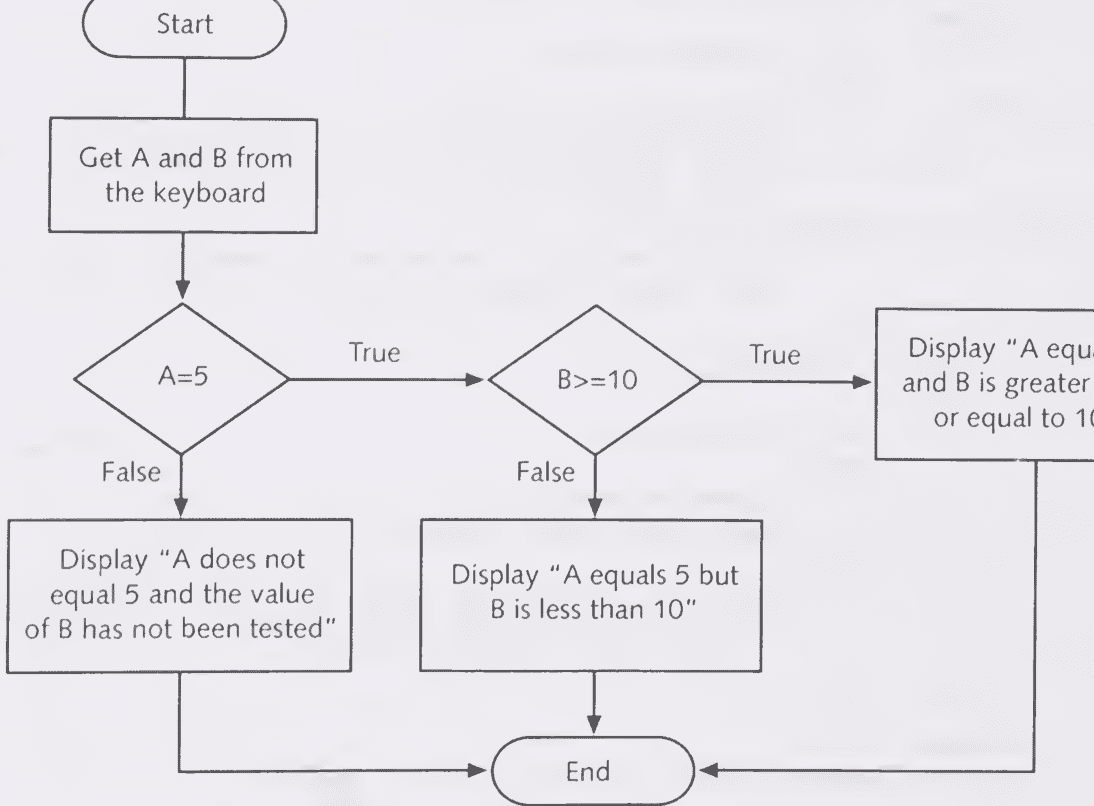 Start
Get A and B from
the keyboard
A=5
True
B>=10
True
Display “A
and B is greater
or equal to
False
False
Display “A does not
equal 5 and the value
of B has not been tested”
Display “A equals 5 but
B is less than 10”
End